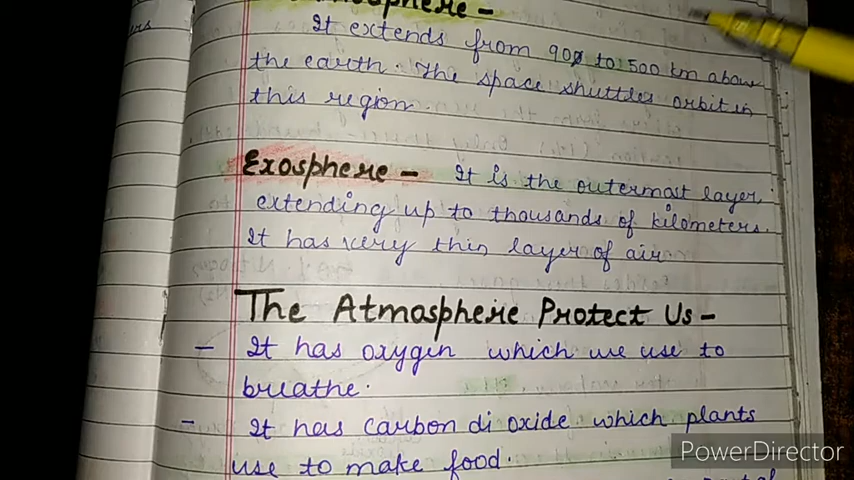 It extends from 90 to 500 km above
the earth. The space shuttles orbit in
this region.
Exosphere - It is the outermost layer,
extending up to thousands of kilometers.
It has very thin layer of air.
The Atmosphere Protect Us -
- It has oxygen which we use to
breathe.
- It has carbon di oxide which plants
use to make food.
PowerDirector